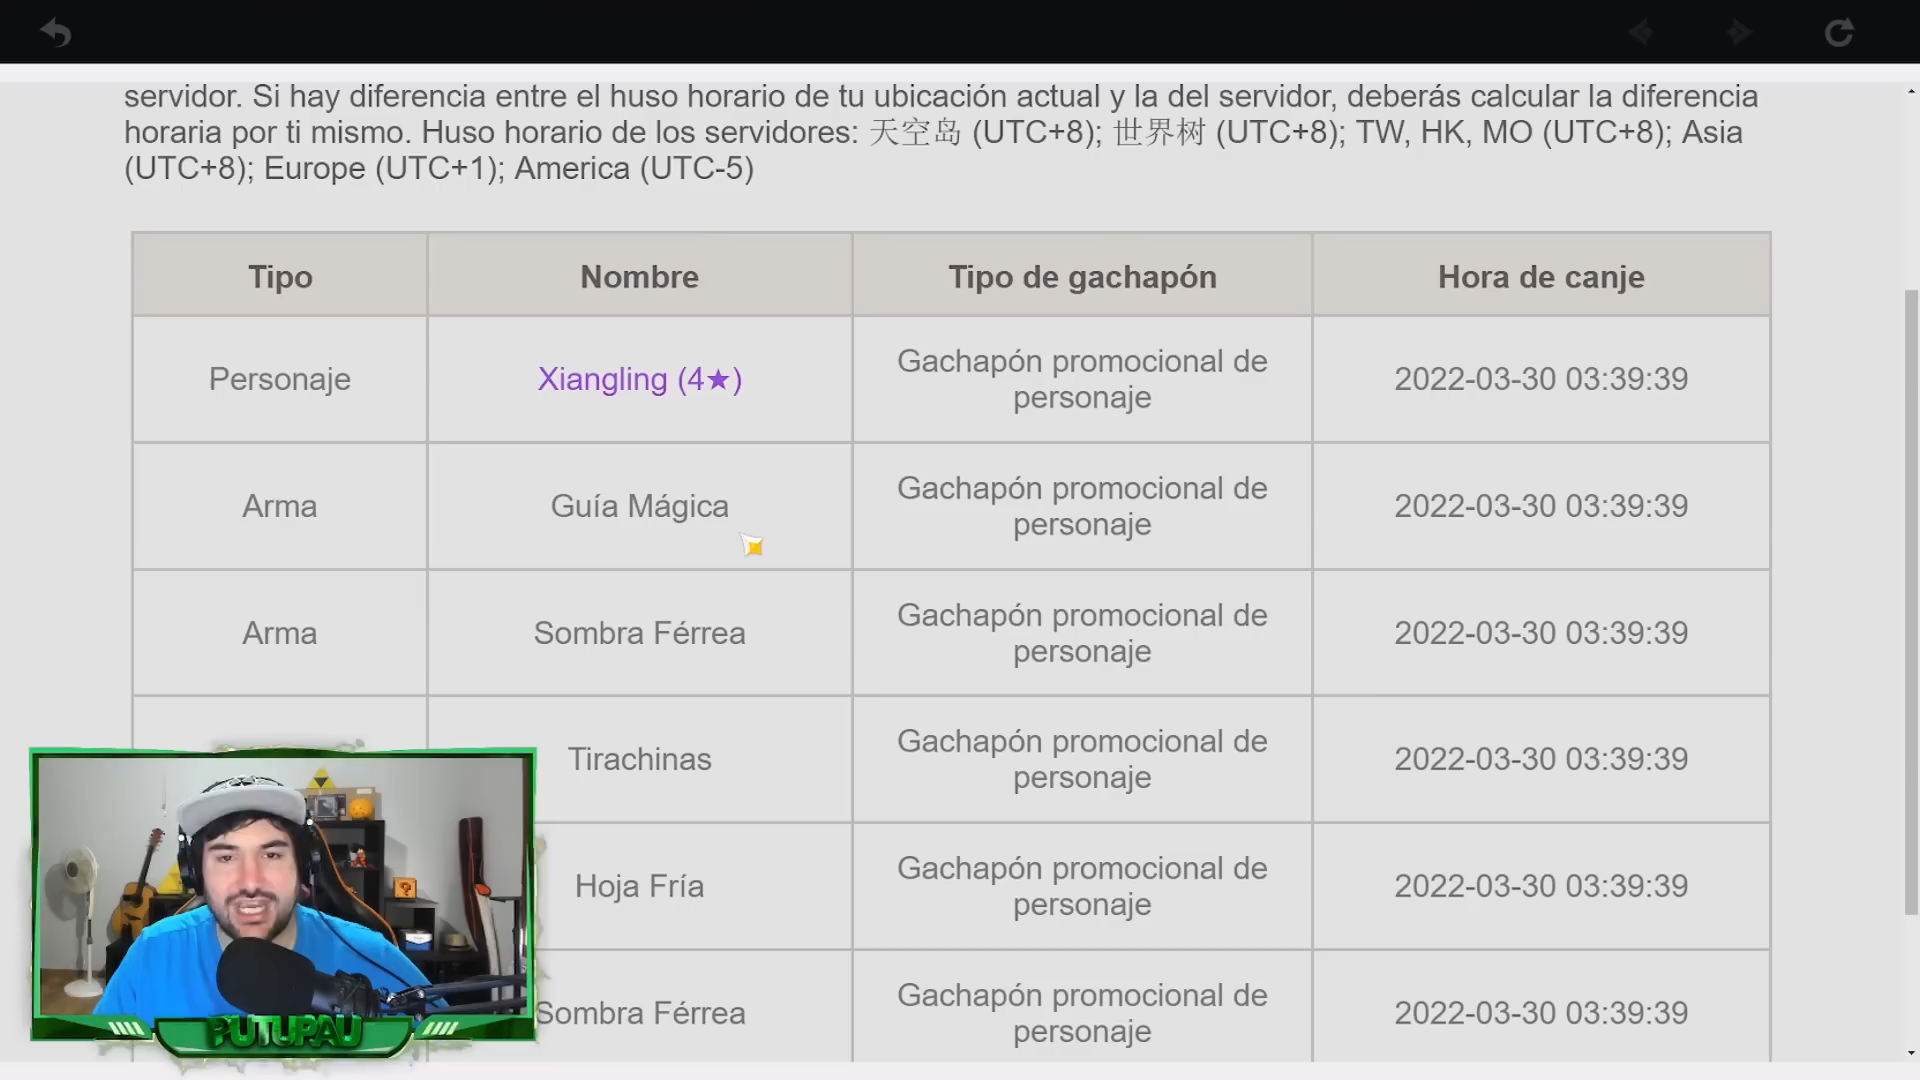 servidor. Si hay diferencia entre el huso horario de tu ubicación actual y la del servidor, deberás calcular la diferencia
horaria por ti mismo. Huso horario de los servidores: 天空岛 (UTC+8); 世界树 (UTC+8); TW, HK, MO (UTC+8); Asia
(UTC+8); Europe (UTC+1); America (UTC-5)
Tipo Nombre Tipo de gachapón Hora de canje
Personaje Xiangling (4★) Gachapón promocional de
personaje 2022-03-30 03:39:39
Arma Guía Mágica Gachapón promocional de
personaje 2022-03-30 03:39:39
Arma Sombra Férrea Gachapón promocional de
personaje 2022-03-30 03:39:39
Tirachinas Gachapón promocional de
personaje 2022-03-30 03:39:39
Hoja Fría Gachapón promocional de
personaje 2022-03-30 03:39:39
Sombra Férrea Gachapón promocional de
personaje 2022-03-30 03:39:39
PUTUPAU